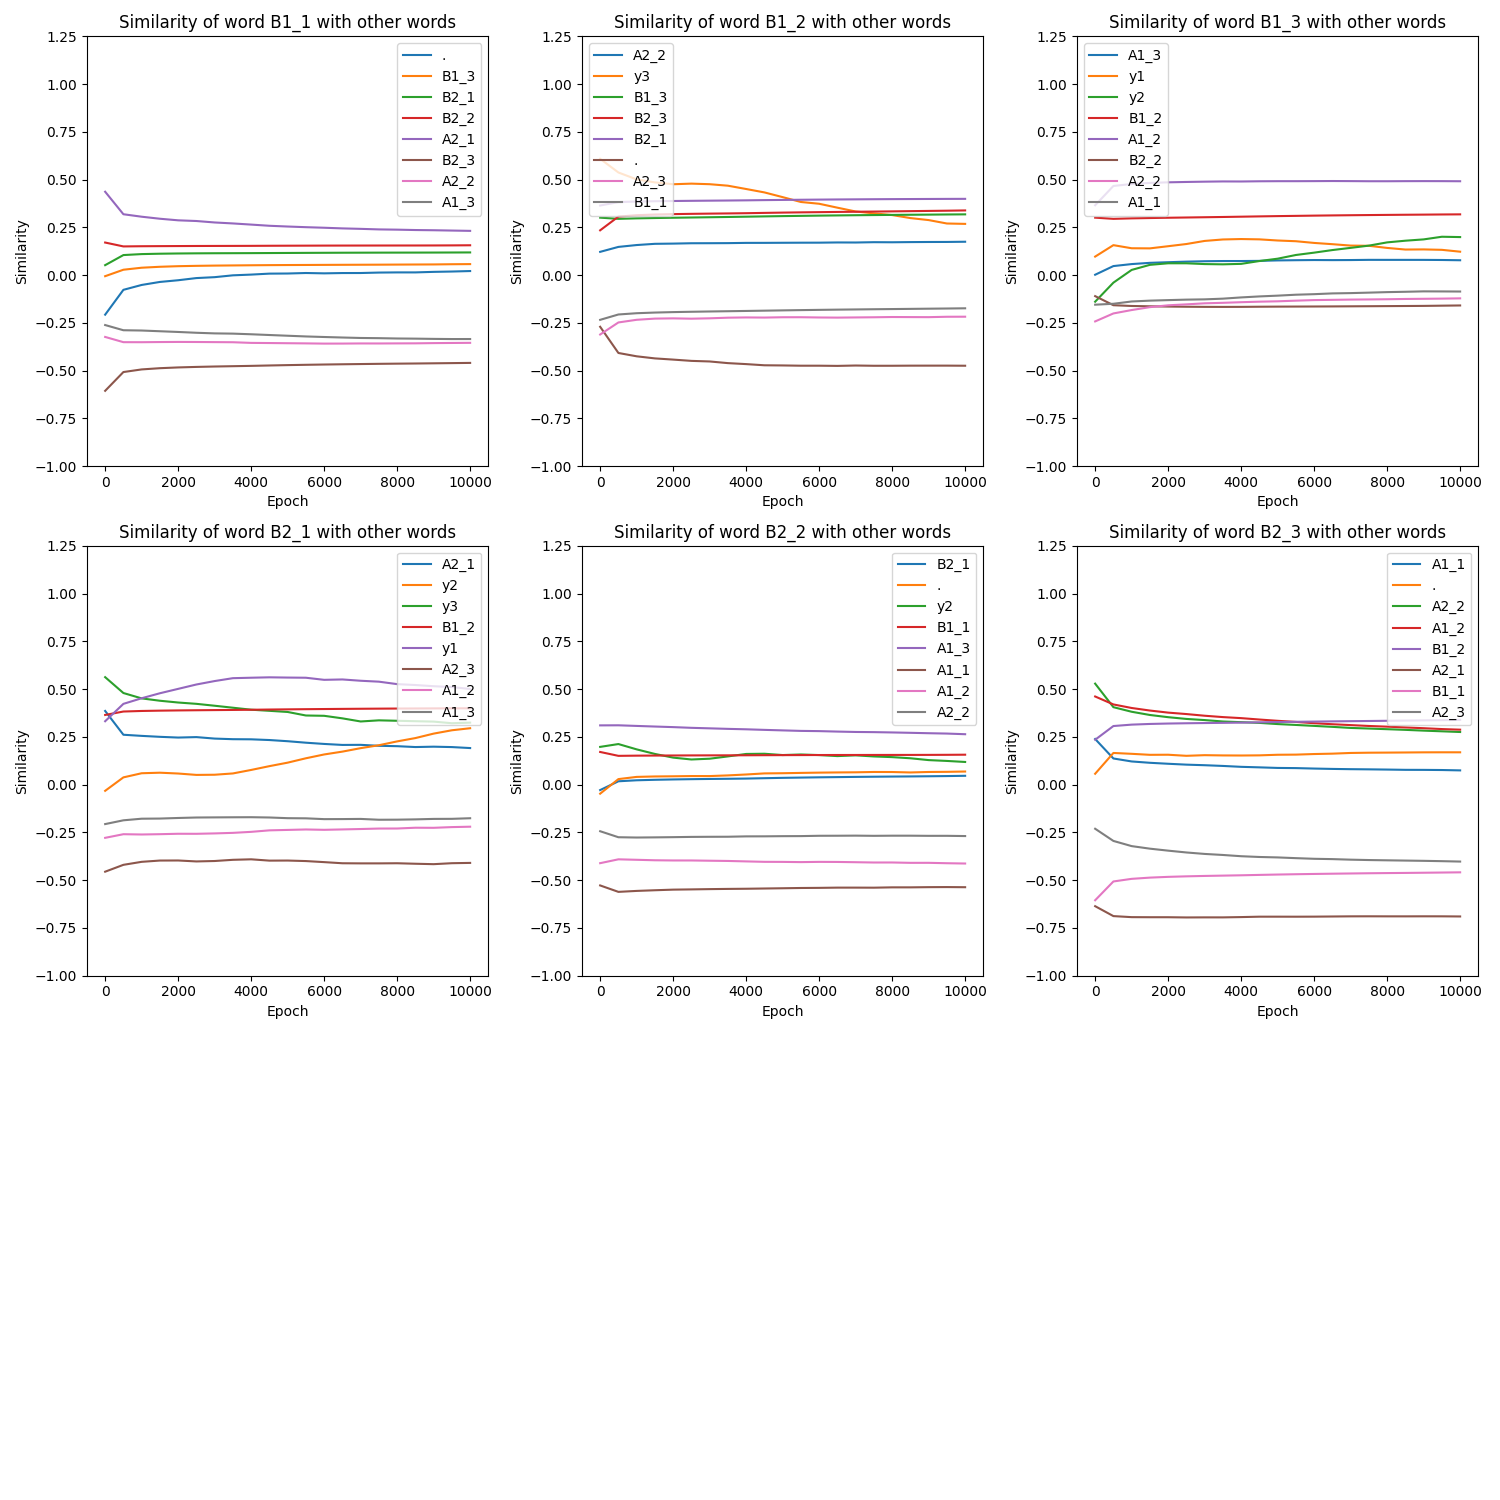 Similarity of word B1_1 with other words
1.25
1.00
0.75
0.50
0.25
0.00
−0.25
−0.50
−0.75
−1.00
Similarity
0 2000 4000 6000 8000 10000
Epoch
.
B1_3
B2_1
B2_2
A2_1
B2_3
A2_2
A1_3
Similarity of word B1_2 with other words
1.25
1.00
0.75
0.50
0.25
0.00
−0.25
−0.50
−0.75
−1.00
Similarity
0 2000 4000 6000 8000 10000
Epoch
A2_2
y3
B1_3
B2_3
B2_1
.
A2_3
B1_1
Similarity of word B1_3 with other words
1.25
1.00
0.75
0.50
0.25
0.00
−0.25
−0.50
−0.75
−1.00
Similarity
0 2000 4000 6000 8000 10000
Epoch
A1_3
y1
y2
B1_2
A1_2
B2_2
A2_2
A1_1
Similarity of word B2_1 with other words
1.25
1.00
0.75
0.50
0.25
0.00
−0.25
−0.50
−0.75
−1.00
Similarity
0 2000 4000 6000 8000 10000
Epoch
A2_1
y2
y3
B1_2
y1
A2_3
A1_2
A1_3
Similarity of word B2_2 with other words
1.25
1.00
0.75
0.50
0.25
0.00
−0.25
−0.50
−0.75
−1.00
Similarity
0 2000 4000 6000 8000 10000
Epoch
B2_1
.
y2
B1_1
A1_3
A1_1
A1_2
A2_2
Similarity of word B2_3 with other words
1.25
1.00
0.75
0.50
0.25
0.00
−0.25
−0.50
−0.75
−1.00
Similarity
0 2000 4000 6000 8000 10000
Epoch
A1_1
.
A2_2
A1_2
B1_2
A2_1
B1_1
A2_3